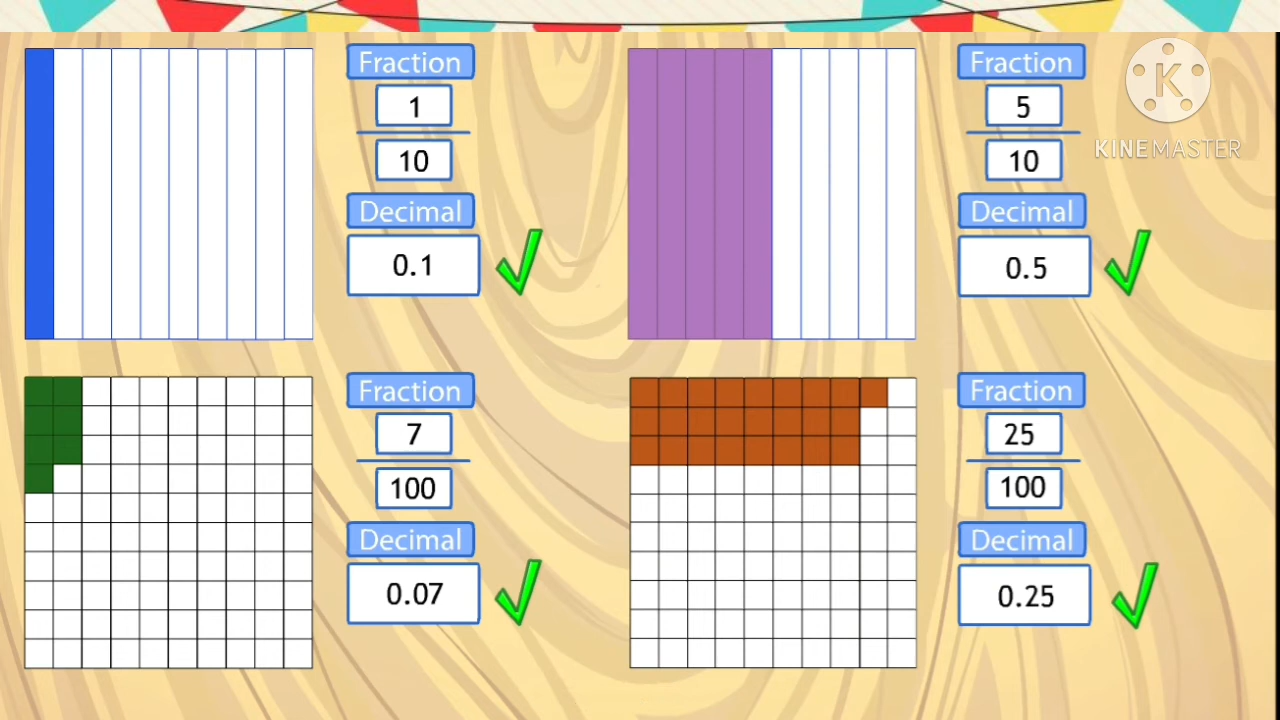 Fraction
1
10
Decimal
0.1
Fraction
5
10
Decimal
0.5
K
KINEMASTER
Fraction
7
100
Decimal
0.07
Fraction
25
100
Decimal
0.25